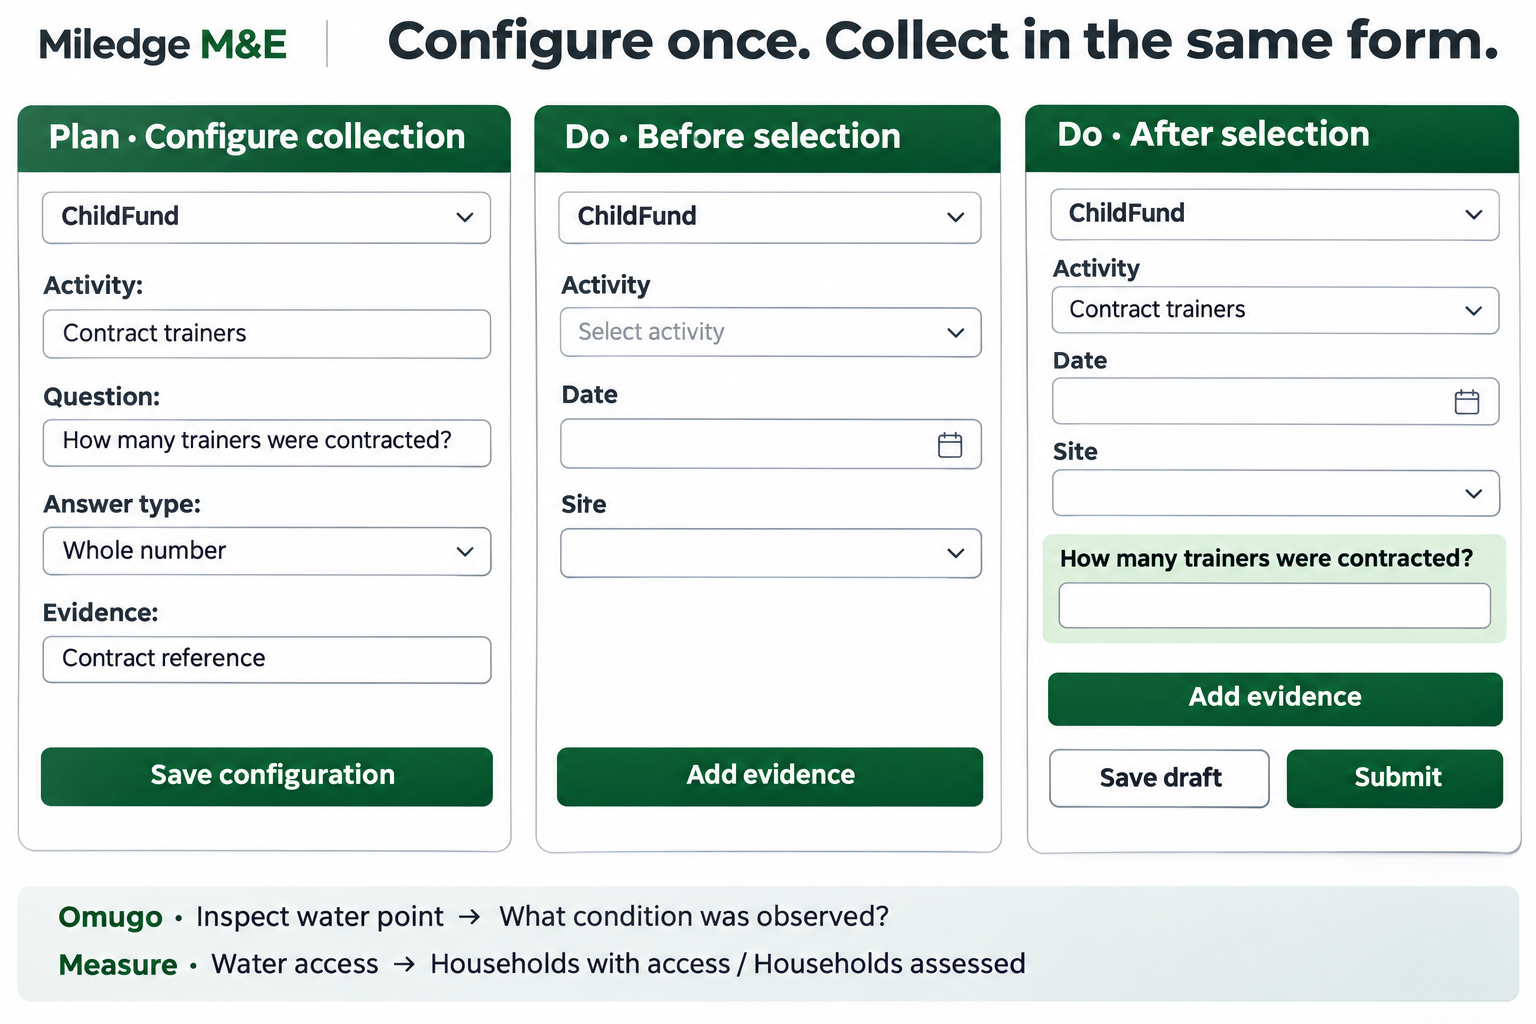 Miledge M&E
Configure once. Collect in the same form.
Plan · Configure collection
ChildFund
Activity:
Contract trainers
Question:
How many trainers were contracted?
Answer type:
Whole number
Evidence:
Contract reference
Save configuration
Do · Before selection
ChildFund
Activity
Select activity
Date
Site
Add evidence
Do · After selection
ChildFund
Activity
Contract trainers
Date
Site
How many trainers were contracted?
Add evidence
Save draft
Submit
Omugo · Inspect water point → What condition was observed?
Measure · Water access → Households with access / Households assessed